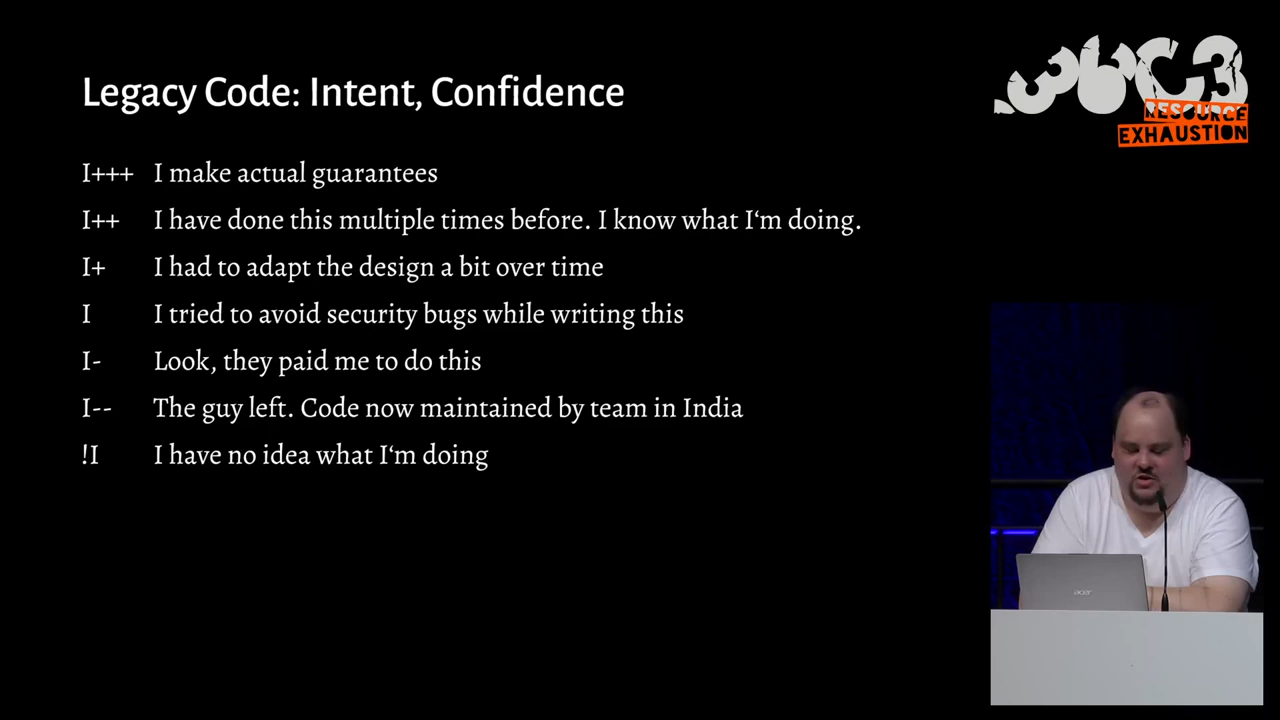 Legacy Code: Intent, Confidence
36C3
RESOURCE
EXHAUSTION
I+++ I make actual guarantees
I++ I have done this multiple times before. I know what I‘m doing.
I+ I had to adapt the design a bit over time
I I tried to avoid security bugs while writing this
I- Look, they paid me to do this
I-- The guy left. Code now maintained by team in India
!I I have no idea what I‘m doing
acer